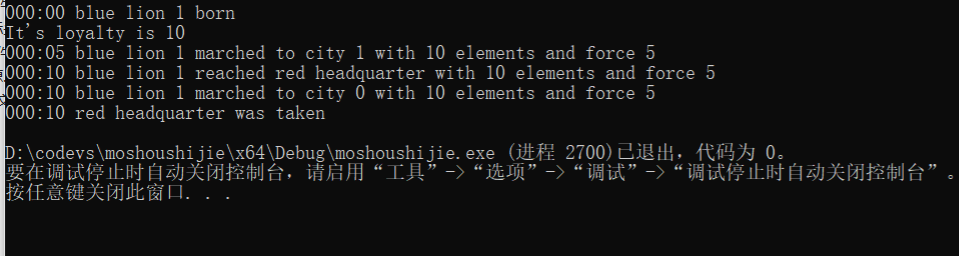 000:00 blue lion 1 born
It's loyalty is 10
000:05 blue lion 1 marched to city 1 with 10 elements and force 5
000:10 blue lion 1 reached red headquarter with 10 elements and force 5
000:10 blue lion 1 marched to city 0 with 10 elements and force 5
000:10 red headquarter was taken
D:\codevs\moshoushijie\x64\Debug\moshoushijie.exe (进程 2700)已退出，代码为 0。
要在调试停止时自动关闭控制台，请启用“工具”->“选项”->“调试”->“调试停止时自动关闭控制台”。
按任意键关闭此窗口. . .